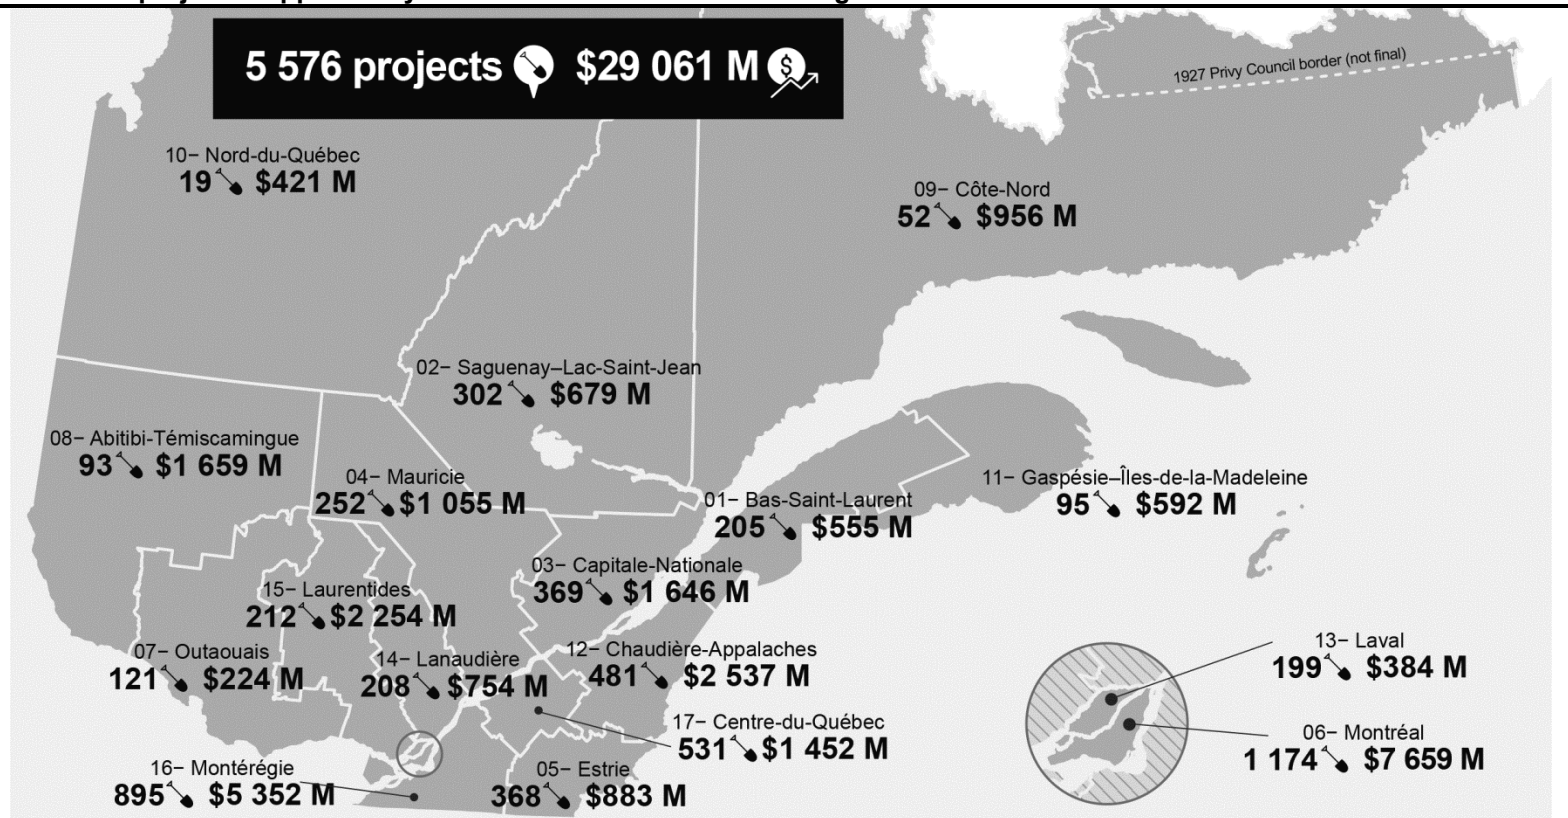 5 576 projects $29 061 M
1927 Privy Council border (not final)
10– Nord-du-Québec
19 $421 M
09– Côte-Nord
52 $956 M
02– Saguenay–Lac-Saint-Jean
302 $679 M
08– Abitibi-Témiscamingue
93 $1 659 M
04– Mauricie
252 $1 055 M
11– Gaspésie–Îles-de-la-Madeleine
95 $592 M
01– Bas-Saint-Laurent
205 $555 M
03– Capitale-Nationale
369 $1 646 M
15– Laurentides
212 $2 254 M
07– Outaouais
121 $224 M
14– Lanaudière
208 $754 M
12– Chaudière-Appalaches
481 $2 537 M
13– Laval
199 $384 M
17– Centre-du-Québec
531 $1 452 M
06– Montréal
1 174 $7 659 M
16– Montérégie
895 $5 352 M
05– Estrie
368 $883 M